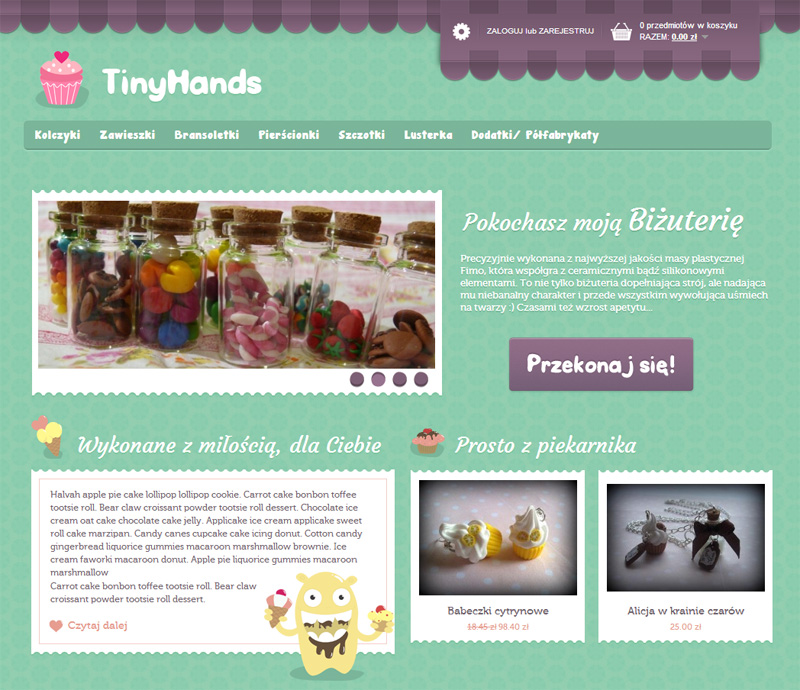 ZALOGUJ lub ZAREJESTRUJ
0 przedmiotów w koszyku
RAZEM: 0.00 zł
TinyHands
Kolczyki Zawieszki Bransoletki Pierścionki Szczotki Lusterka Dodatki/ Półfabrykaty
Pokochasz moją Biżuterię
Precyzyjnie wykonana z najwyższej jakości masy plastycznej
Fimo, która współgra z ceramicznymi bądź silikonowymi
elementami. To nie tylko biżuteria dopełniająca strój, ale nadająca
mu niebanalny charakter i przede wszystkim wywołująca uśmiech
na twarzy :) Czasami też wzrost apetytu...
Przekonaj się!
Wykonane z miłością, dla Ciebie
Halvah apple pie cake lollipop lollipop cookie. Carrot cake bonbon toffee
tootsie roll. Bear claw croissant powder tootsie roll dessert. Chocolate ice
cream oat cake chocolate cake jelly. Applicake ice cream applicake sweet
roll cake marzipan. Candy canes cupcake cake icing donut. Cotton candy
gingerbread liquorice gummies macaroon marshmallow brownie. Ice
cream faworki macaroon donut. Apple pie liquorice gummies macaroon
marshmallow
Carrot cake bonbon toffee tootsie roll. Bear claw
croissant powder tootsie roll dessert.
Czytaj dalej
Prosto z piekarnika
Babeczki cytrynowe
18.45 zł 98.40 zł
Alicja w krainie czarów
25.00 zł